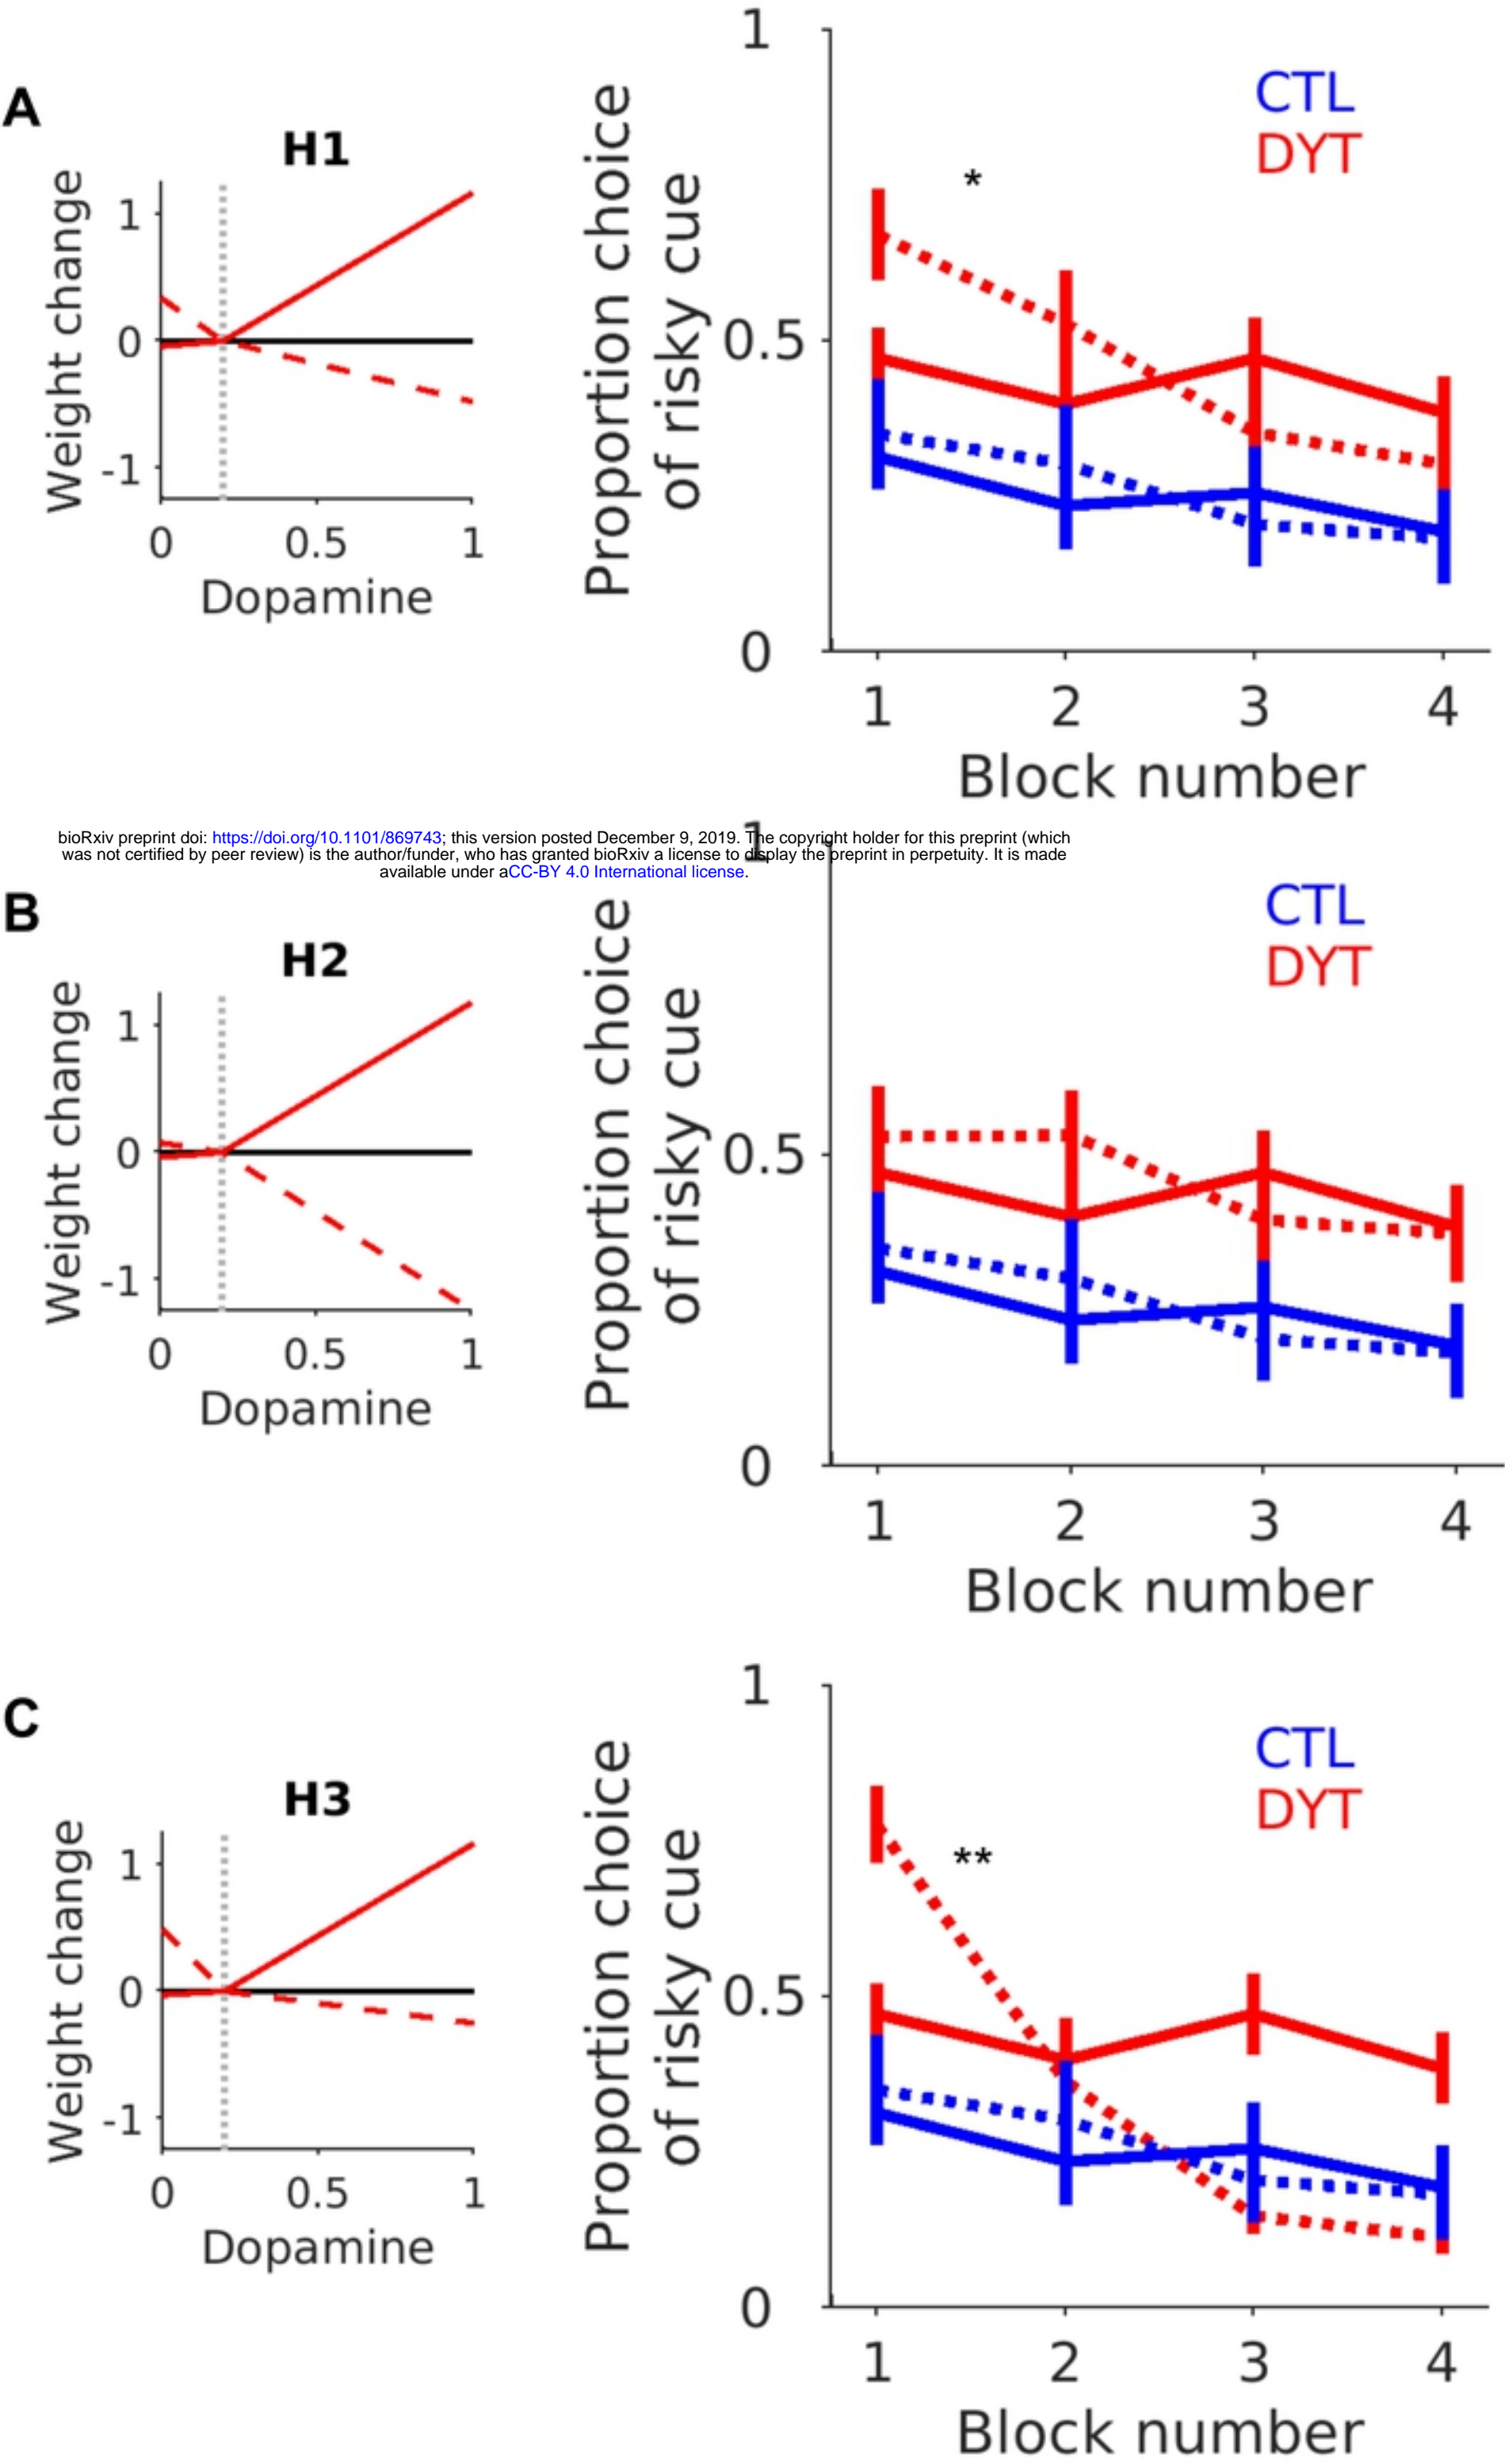 A
H1
Weight change
1
0
-1
0 0.5 1
Dopamine
Proportion choice
of risky cue
1
0.5
0
CTL
DYT
*
1 2 3 4
Block number
bioRxiv preprint doi: https://doi.org/10.1101/869743; this version posted December 9, 2019. The copyright holder for this preprint (which
was not certified by peer review) is the author/funder, who has granted bioRxiv a license to display the preprint in perpetuity. It is made
available under aCC-BY 4.0 International license.
B
H2
Weight change
1
0
-1
0 0.5 1
Dopamine
Proportion choice
of risky cue
1
0.5
0
CTL
DYT
1 2 3 4
Block number
C
H3
Weight change
1
0
-1
0 0.5 1
Dopamine
Proportion choice
of risky cue
1
0.5
0
CTL
DYT
**
1 2 3 4
Block number